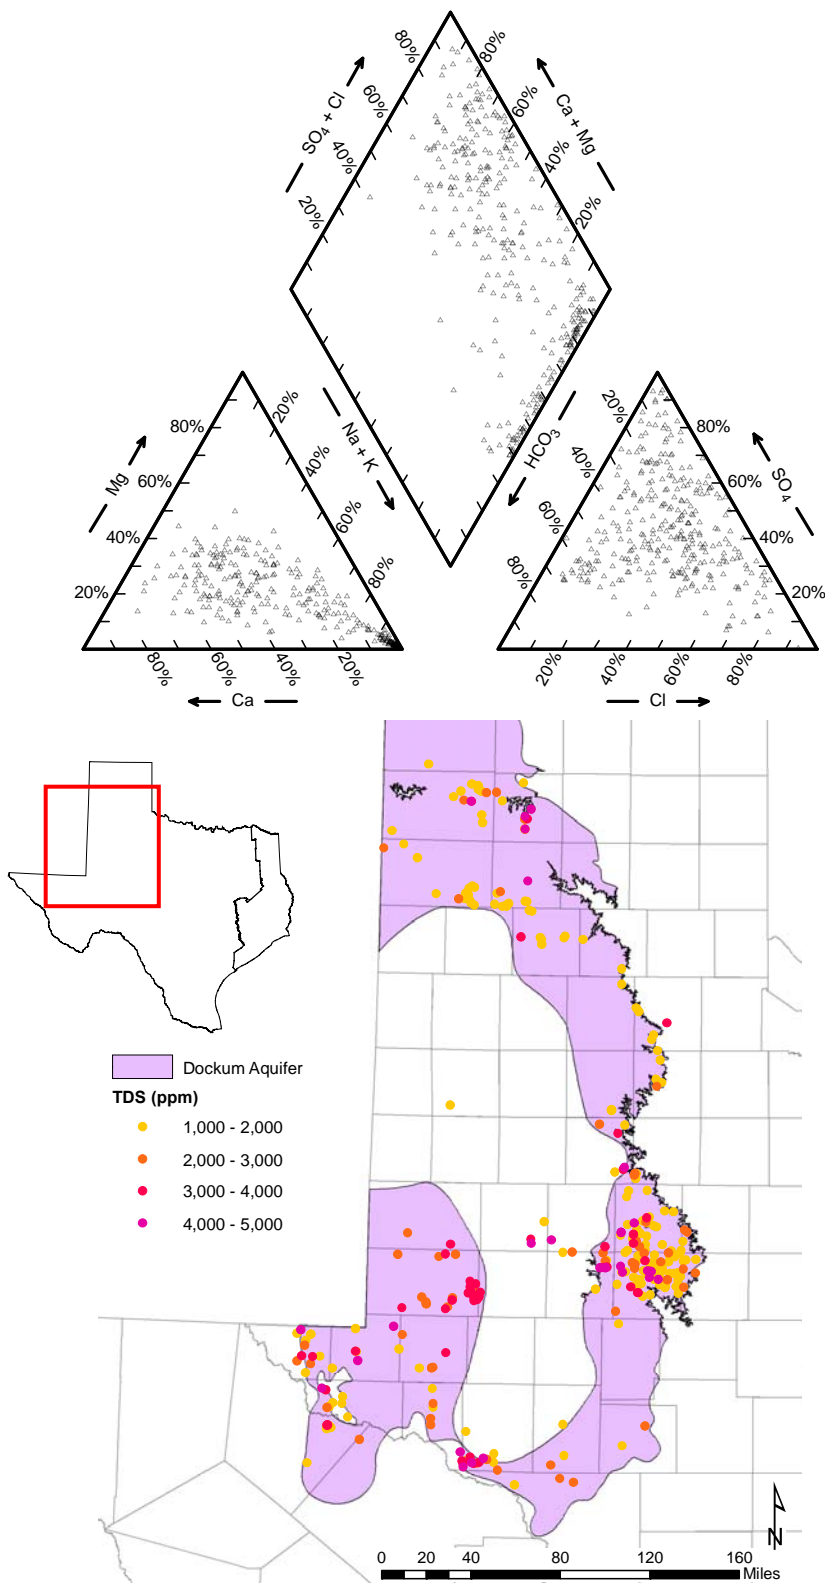 80%
80%
SO4 + Cl
Ca + Mg
60%
60%
40%
40%
20%
20%
Na + K
HCO3
20%
20%
80%
80%
Mg
40%
40%
SO4
60%
60%
60%
60%
40%
40%
80%
80%
20%
20%
80%
60%
40%
20%
20%
40%
60%
80%
Ca
Cl
Dockum Aquifer
TDS (ppm)
1,000 - 2,000
2,000 - 3,000
3,000 - 4,000
4,000 - 5,000
N
0 20 40 80 120 160
Miles